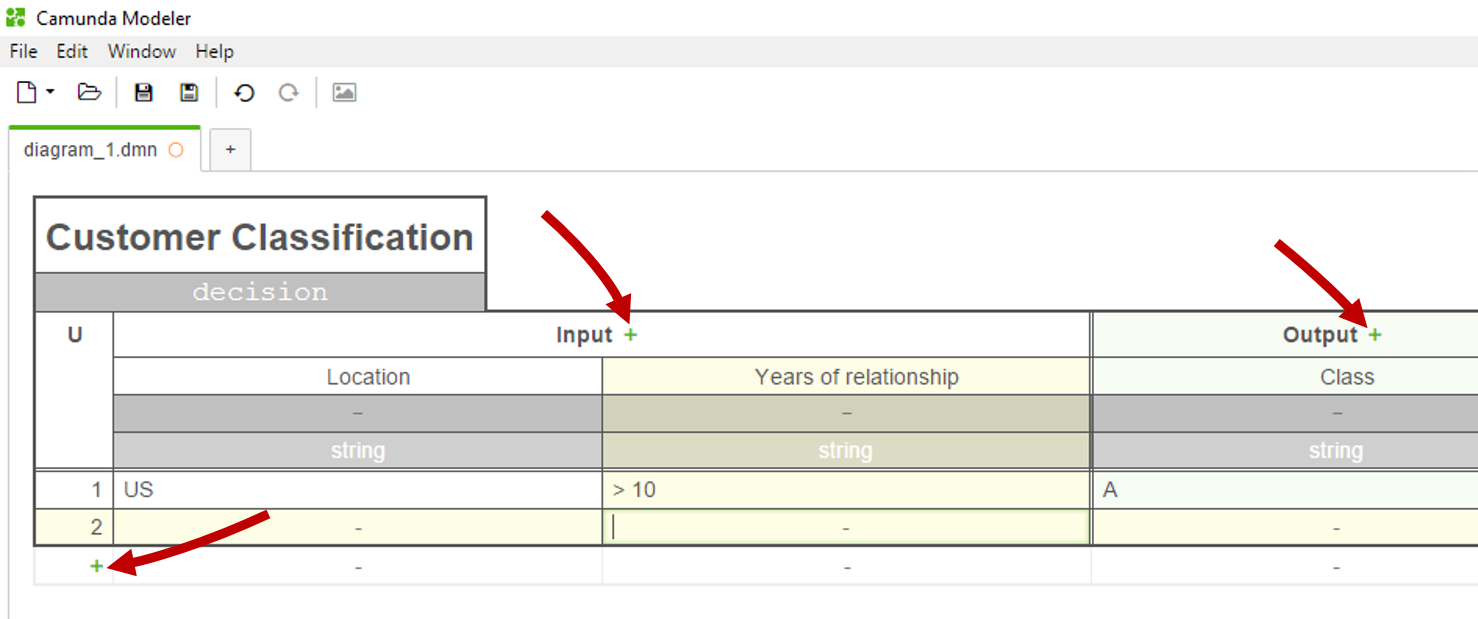 Camunda Modeler
File Edit Window Help
diagram_1.dmn +
Customer Classification
decision
U Input + Output +
Location Years of relationship Class
- - -
string string string
1 US > 10 A
2 - - -
+ - - -